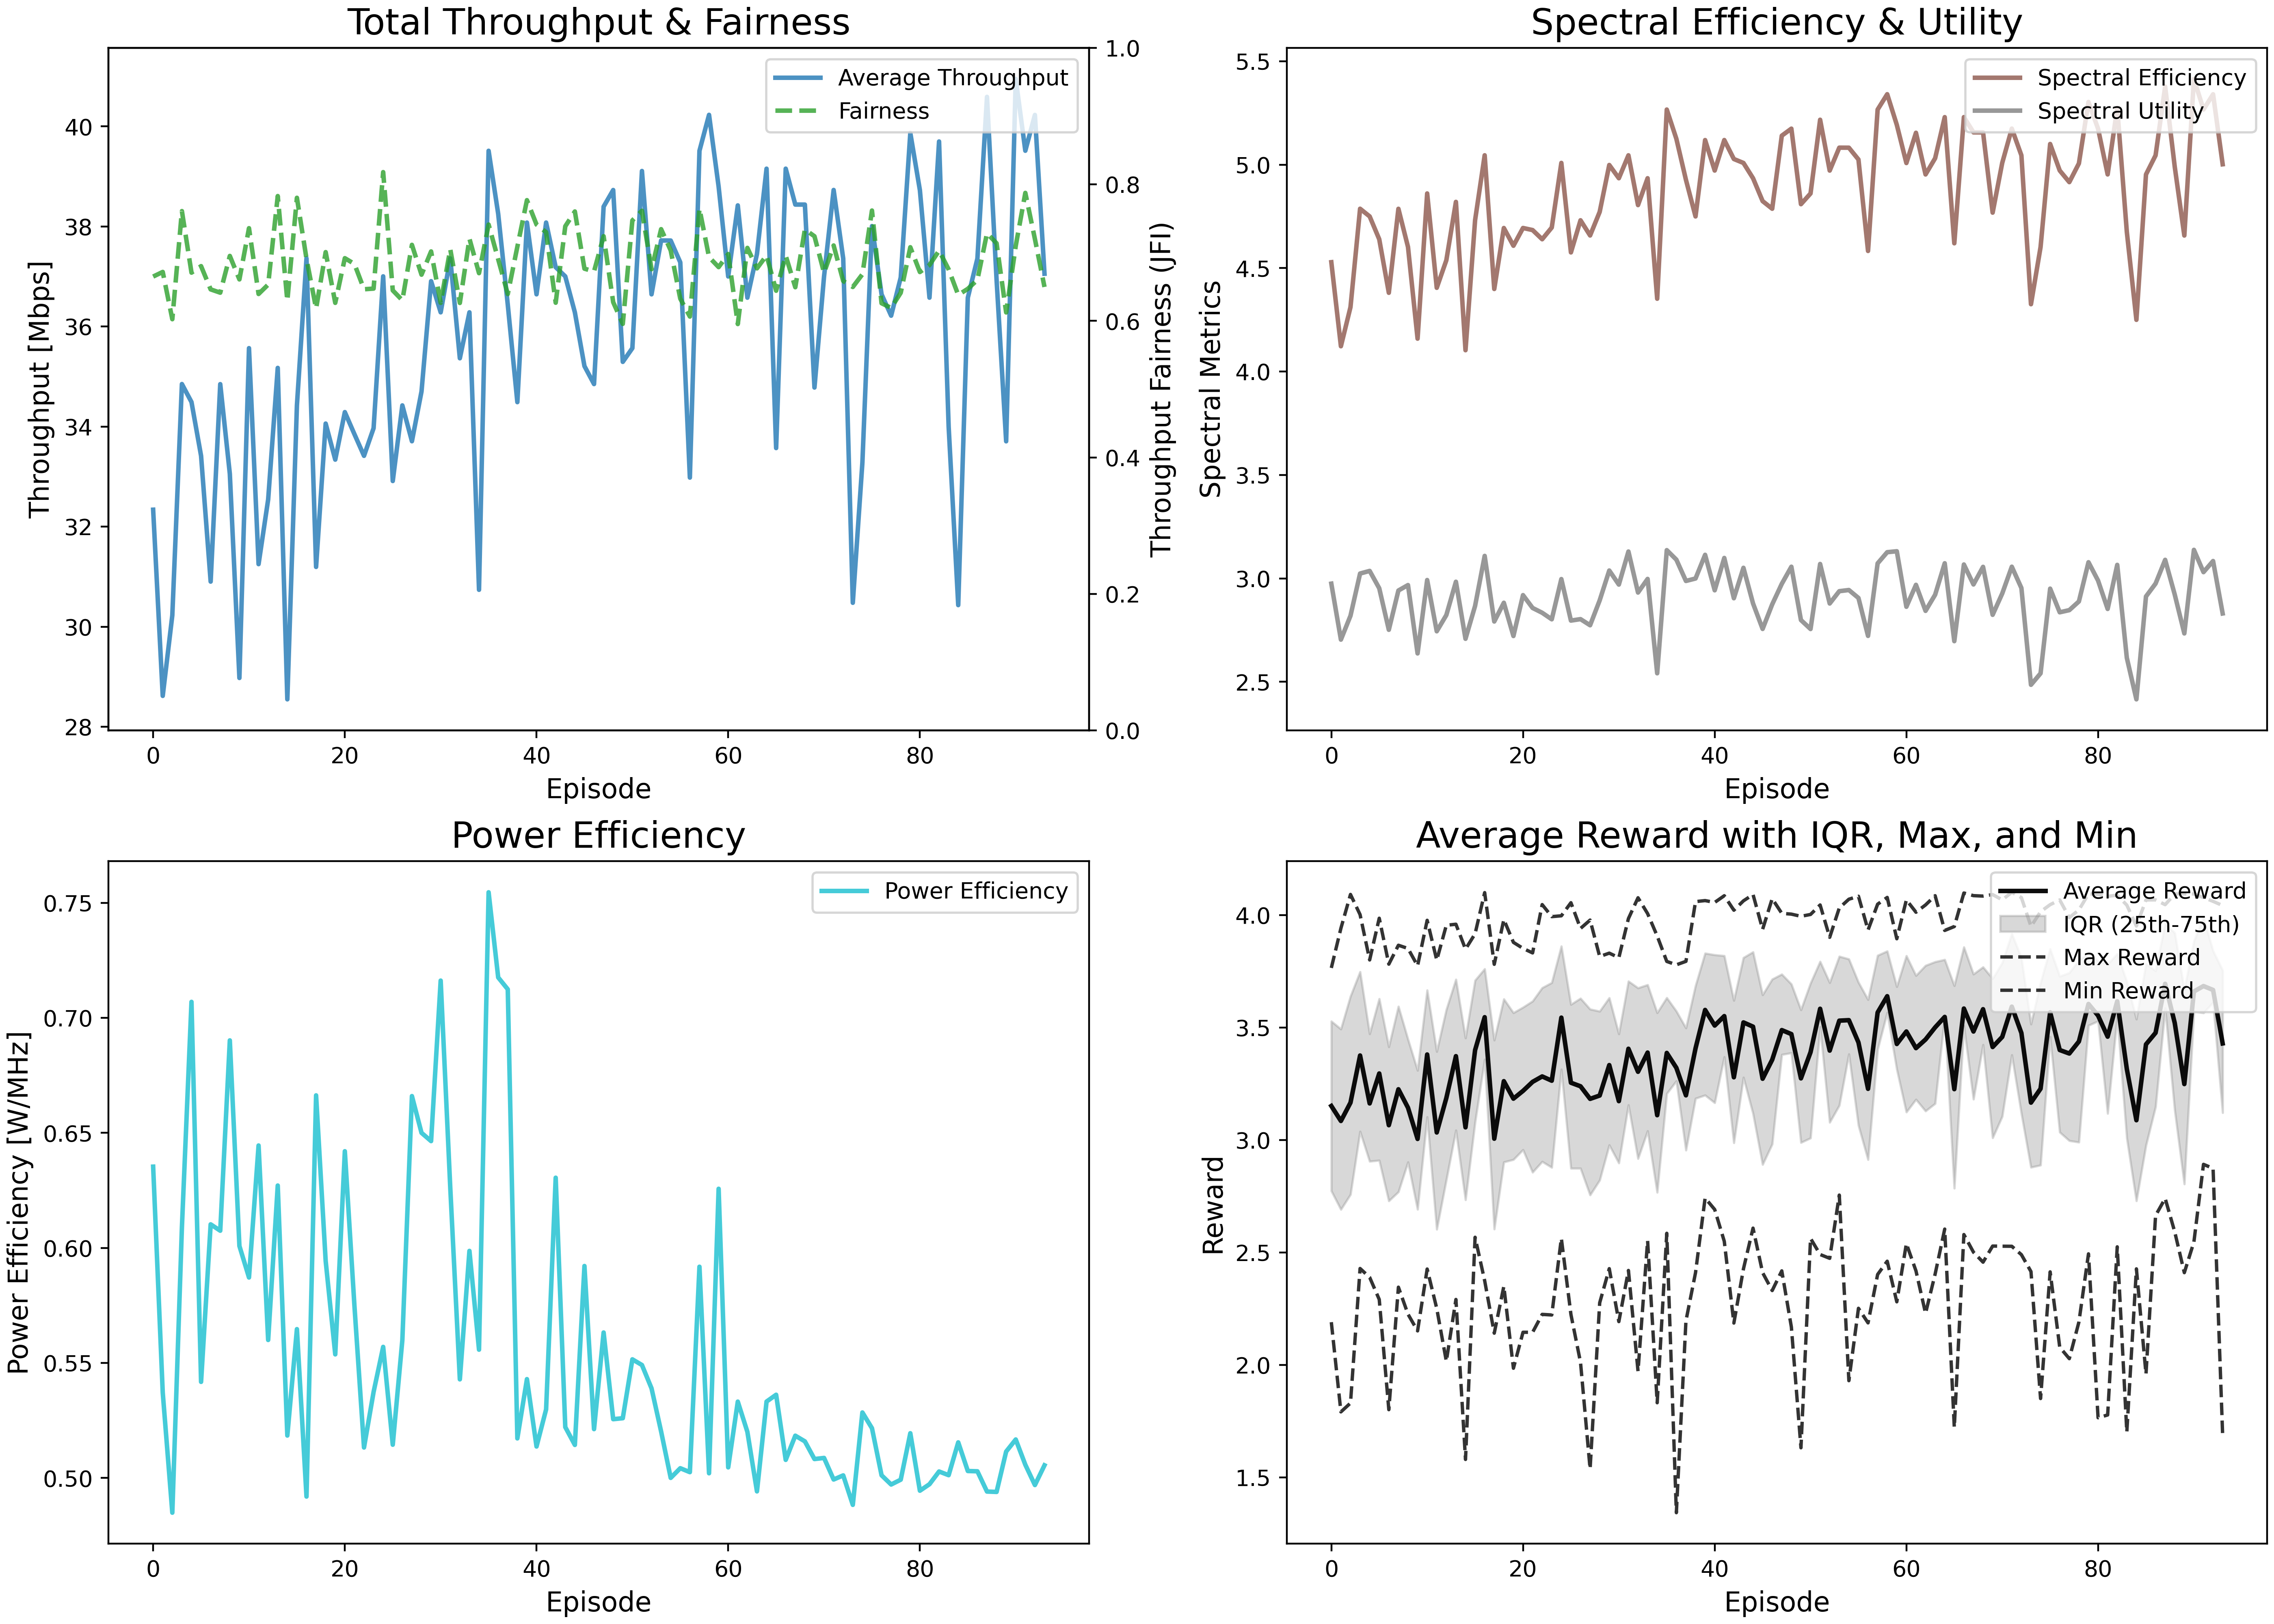 Total Throughput & Fairness
Average Throughput
Fairness
Throughput [Mbps]
40
38
36
34
32
30
28
1.0
0.8
0.6
0.4
0.2
0.0
Throughput Fairness (JFI)
0 20 40 60 80
Episode
Spectral Efficiency & Utility
Spectral Efficiency
Spectral Utility
Spectral Metrics
5.5
5.0
4.5
4.0
3.5
3.0
2.5
0 20 40 60 80
Episode
Power Efficiency
Power Efficiency
Power Efficiency [W/MHz]
0.75
0.70
0.65
0.60
0.55
0.50
0 20 40 60 80
Episode
Average Reward with IQR, Max, and Min
Average Reward
IQR (25th-75th)
Max Reward
Min Reward
Reward
4.0
3.5
3.0
2.5
2.0
1.5
0 20 40 60 80
Episode